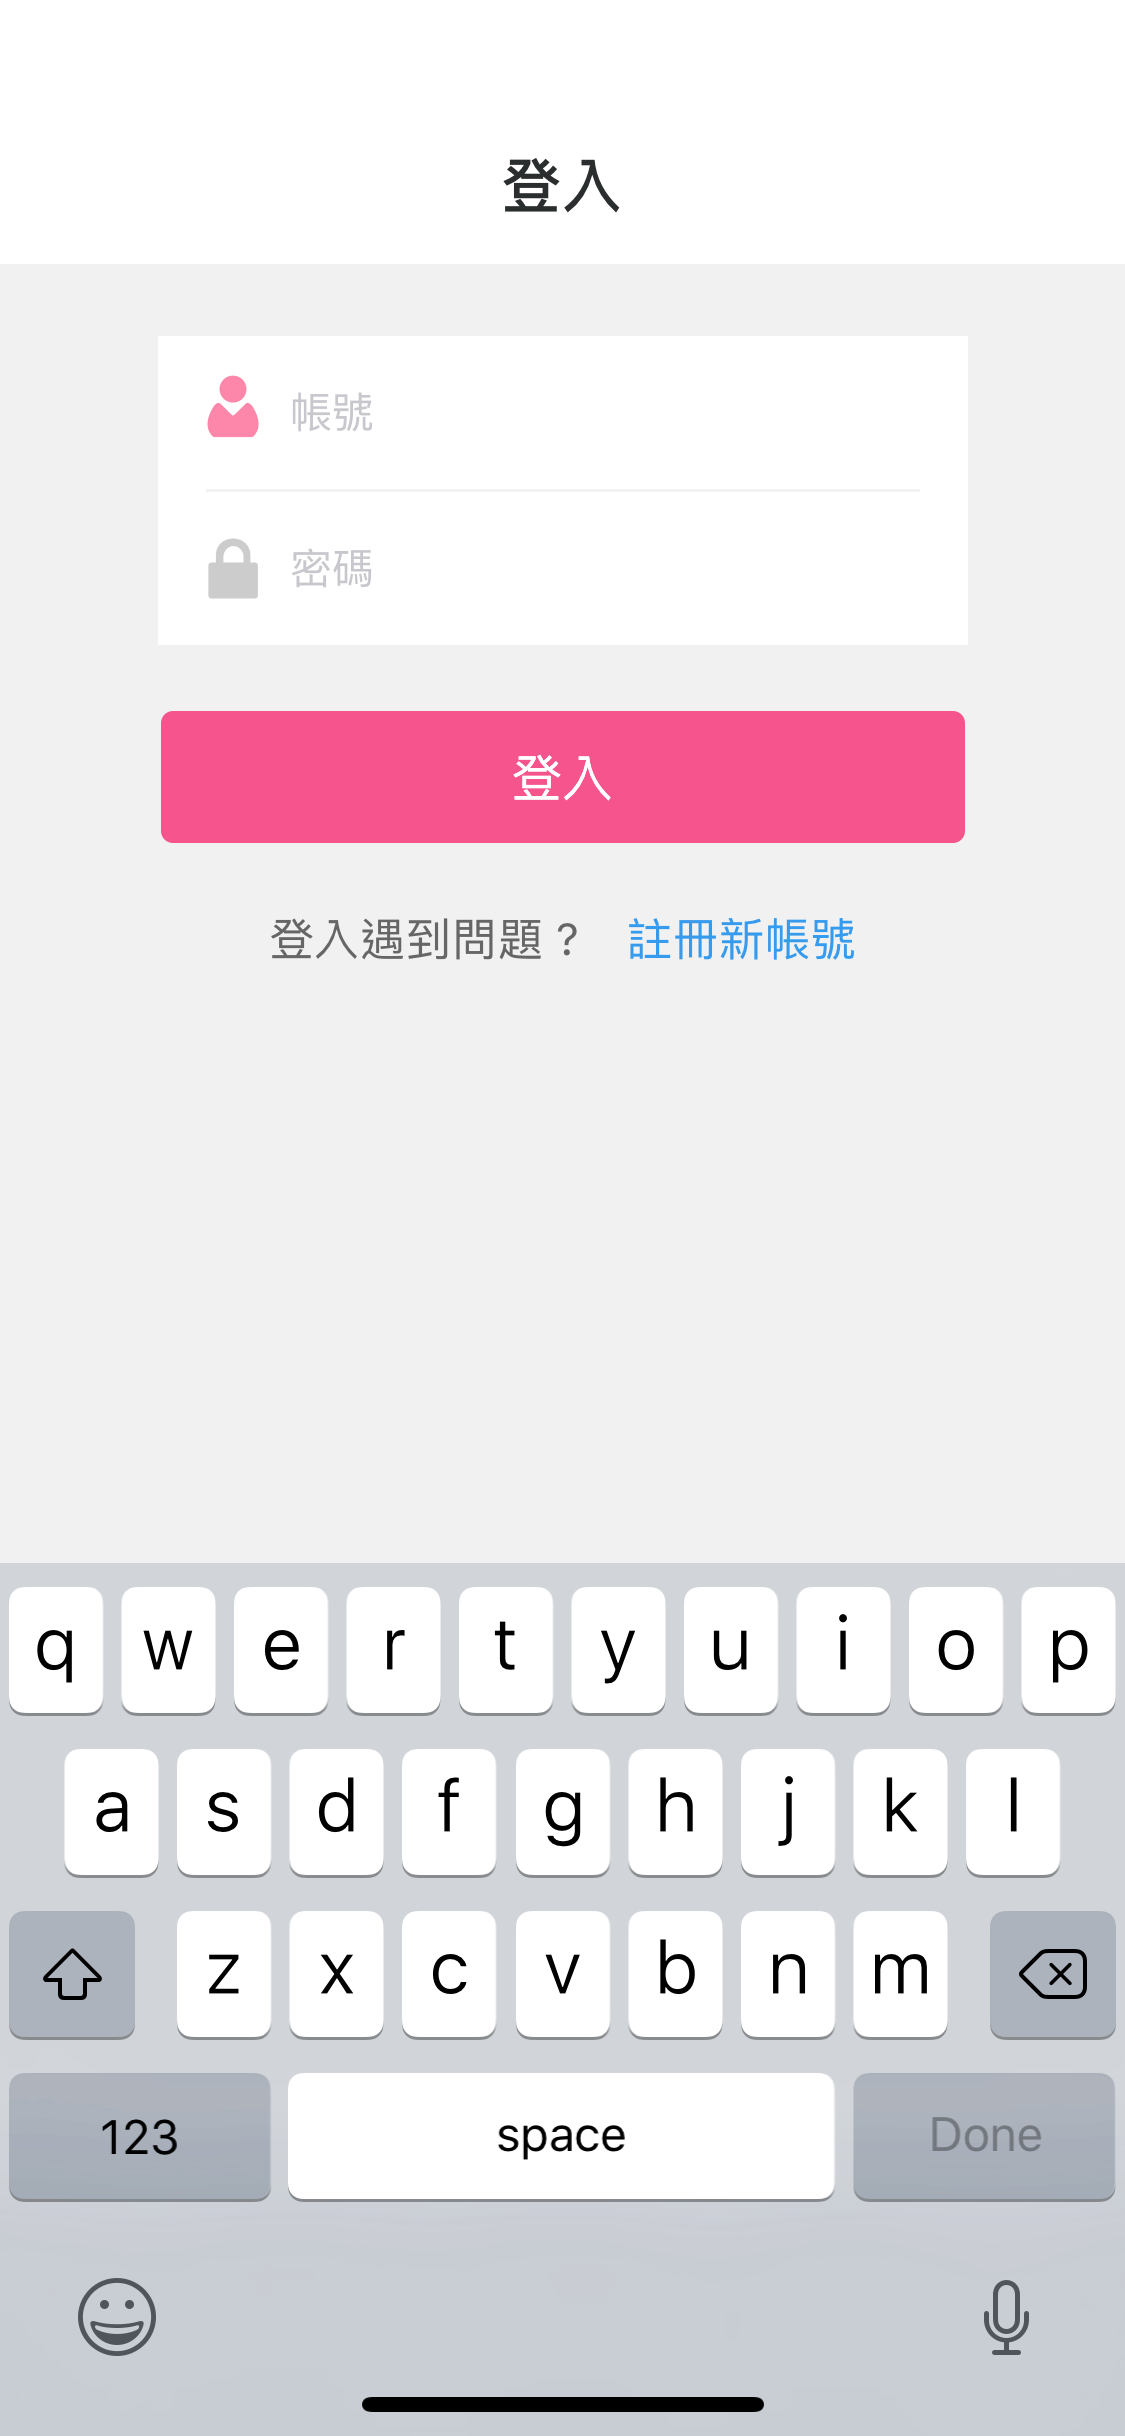 登入
帳號
密碼
登入
登入遇到問題？ 註冊新帳號
q w e r t y u i o p
a s d f g h j k l
z x c v b n m
123 space Done